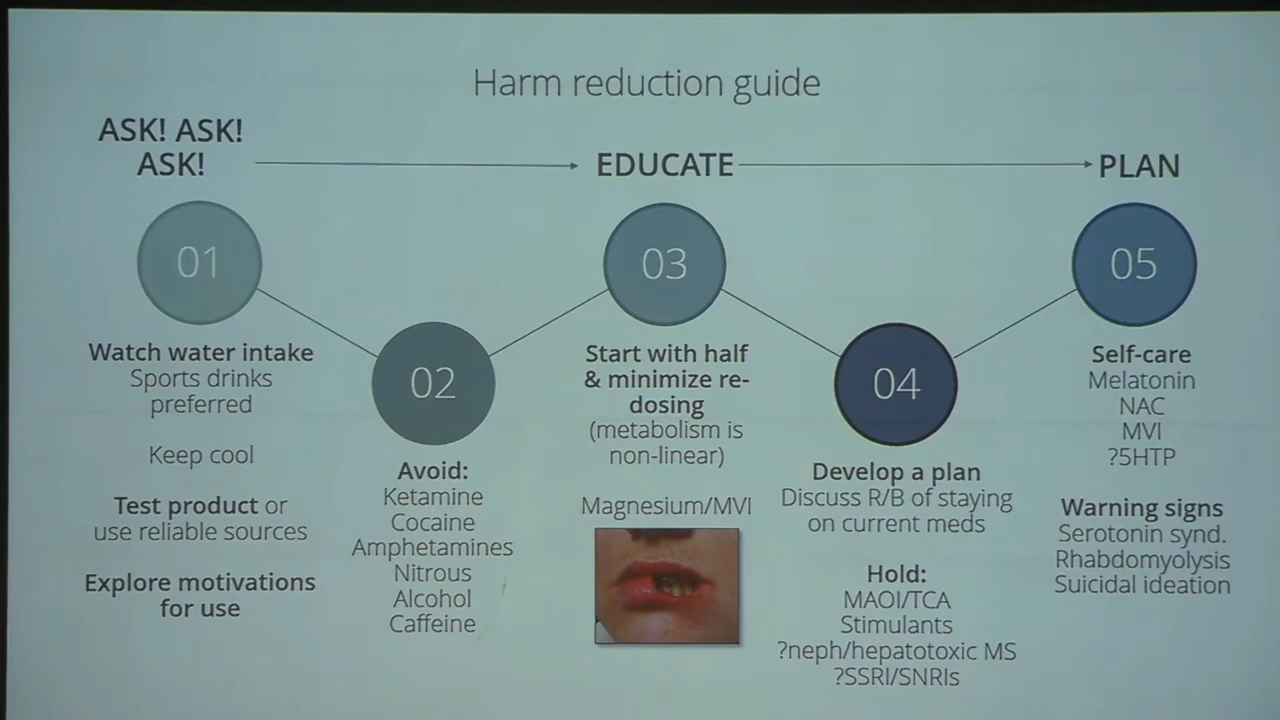 Harm reduction guide
ASK! ASK!
ASK!
EDUCATE
PLAN
01
Watch water intake
Sports drinks
preferred
Keep cool
Test product or
use reliable sources
Explore motivations
for use
02
Avoid:
Ketamine
Cocaine
Amphetamines
Nitrous
Alcohol
Caffeine
03
Start with half
& minimize re-
dosing
(metabolism is
non-linear)
Magnesium/MVI
04
Develop a plan
Discuss R/B of staying
on current meds
Hold:
MAOI/TCA
Stimulants
?neph/hepatotoxic MS
?SSRI/SNRIs
05
Self-care
Melatonin
NAC
MVI
?5HTP
Warning signs
Serotonin synd.
Rhabdomyolysis
Suicidal ideation